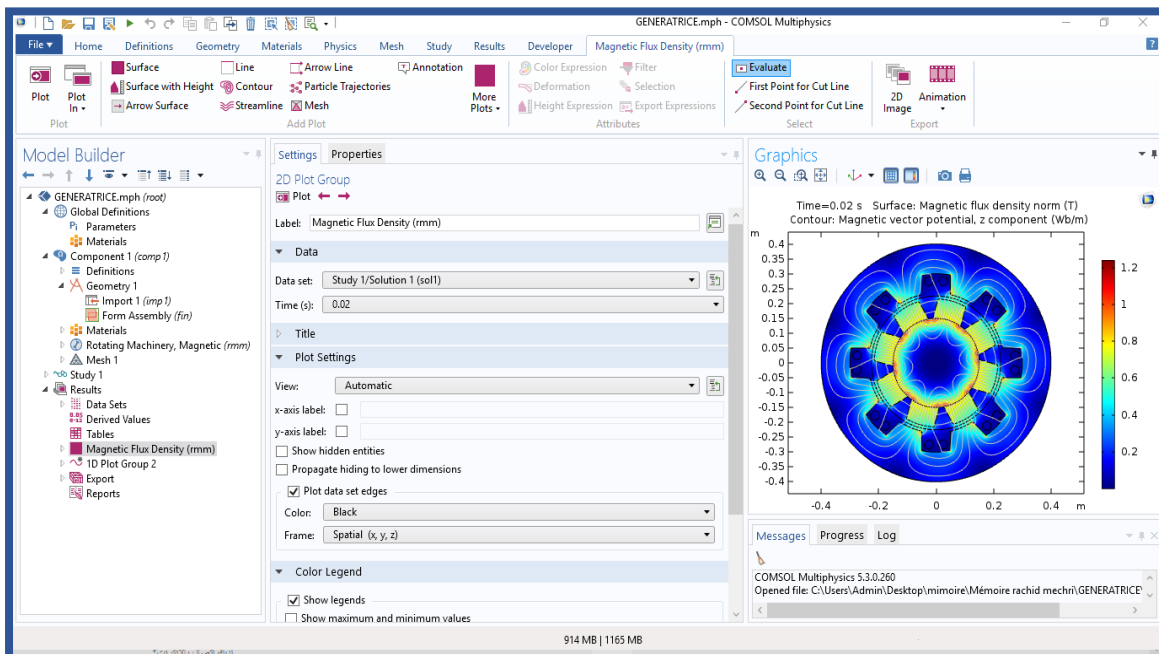 GENERATRICE.mph - COMSOL Multiphysics
File Home Definitions Geometry Materials Physics Mesh Study Results Developer Magnetic Flux Density (rmm)
Plot
Plot In
Plot
Surface Line Arrow Line Annotation
Surface with Height Contour Particle Trajectories
Arrow Surface Streamline Mesh
More Plots
Add Plot
Color Expression Filter
Deformation Selection
Height Expression Export Expressions
Attributes
Evaluate
First Point for Cut Line
Second Point for Cut Line
Select
2D Image
Animation
Export
Model Builder
GENERATRICE.mph (root)
Global Definitions
Pi Parameters
Materials
Component 1 (comp1)
Definitions
Geometry 1
Import 1 (imp1)
Form Assembly (fin)
Materials
Rotating Machinery, Magnetic (rmm)
Mesh 1
Study 1
Results
Data Sets
Derived Values
Tables
Magnetic Flux Density (rmm)
1D Plot Group 2
Export
Reports
Settings Properties
2D Plot Group
Plot
Label: Magnetic Flux Density (rmm)
Data
Data set: Study 1/Solution 1 (sol1)
Time (s): 0.02
Title
Plot Settings
View: Automatic
x-axis label:
y-axis label:
Show hidden entities
Propagate hiding to lower dimensions
Plot data set edges
Color: Black
Frame: Spatial (x, y, z)
Color Legend
Show legends
Show maximum and minimum values
Graphics
Time=0.02 s Surface: Magnetic flux density norm (T)
Contour: Magnetic vector potential, z component (Wb/m)
m
0.4
0.35
0.3
0.25
0.2
0.15
0.1
0.05
0
-0.05
-0.1
-0.15
-0.2
-0.25
-0.3
-0.35
-0.4
-0.4 -0.2 0 0.2 0.4 m
1.2
1
0.8
0.6
0.4
0.2
Messages Progress Log
COMSOL Multiphysics 5.3.0.260
Opened file: C:\Users\Admin\Desktop\mimoire\Mémoire rachid mechri\GENERATRICE
914 MB | 1165 MB